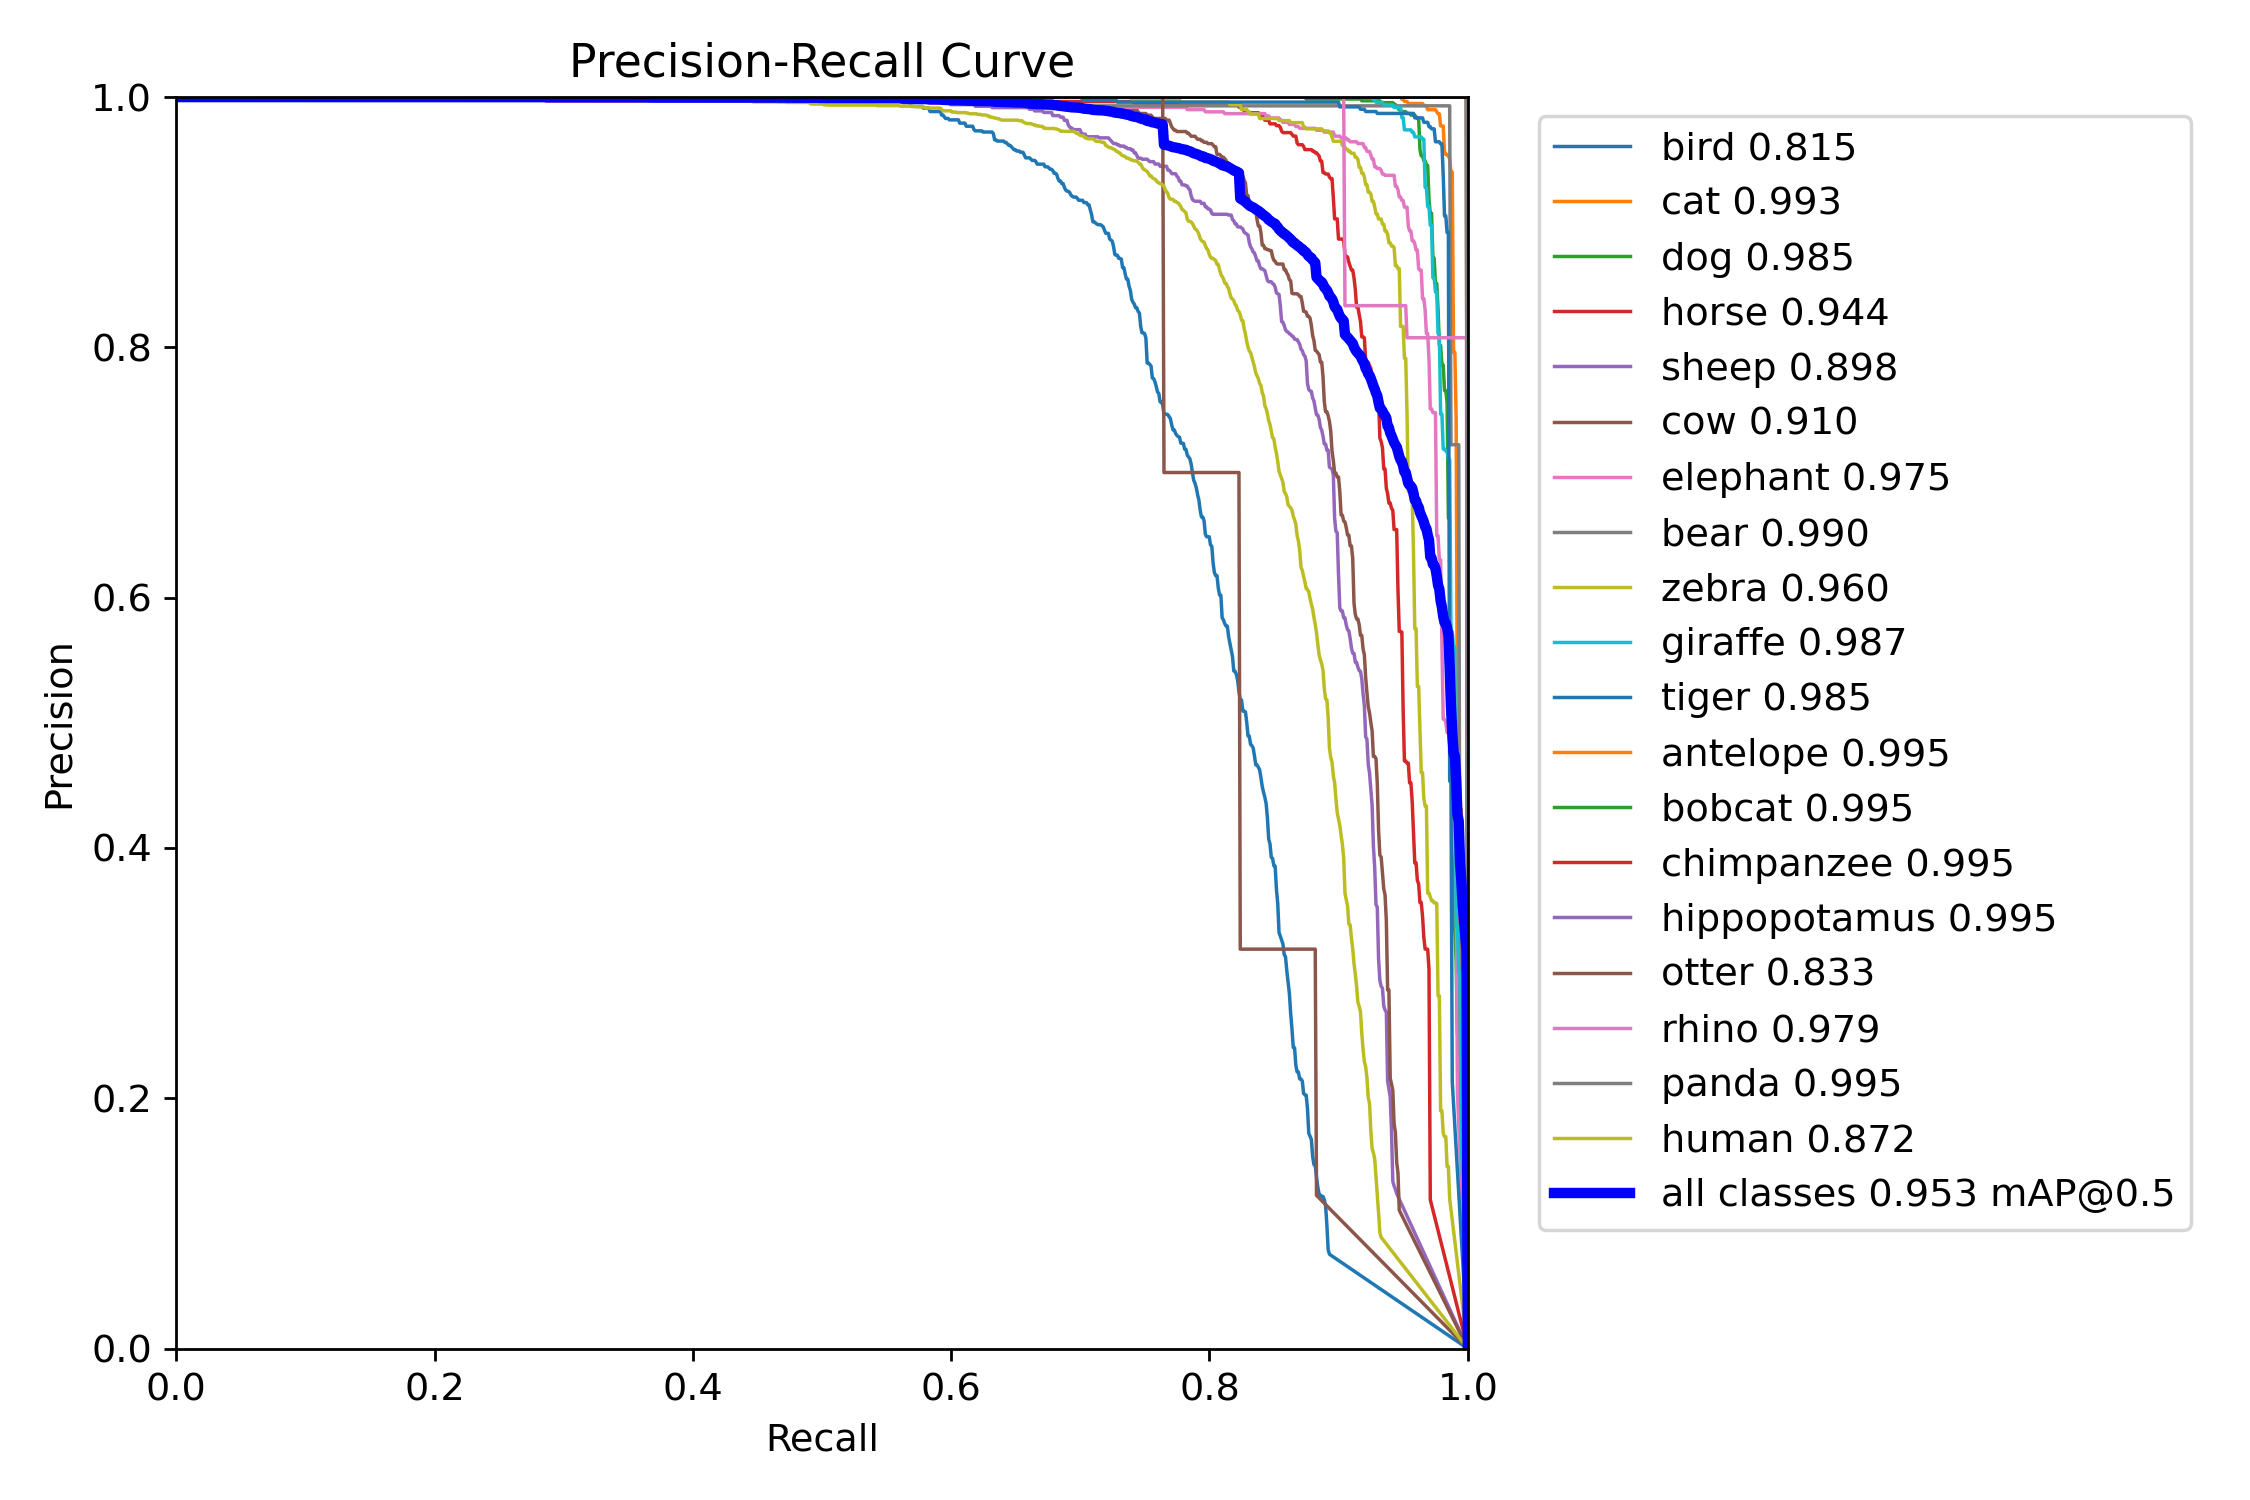 Precision-Recall Curve
1.0
0.8
0.6
0.4
0.2
0.0
Precision
0.0 0.2 0.4 0.6 0.8 1.0
Recall
bird 0.815
cat 0.993
dog 0.985
horse 0.944
sheep 0.898
cow 0.910
elephant 0.975
bear 0.990
zebra 0.960
giraffe 0.987
tiger 0.985
antelope 0.995
bobcat 0.995
chimpanzee 0.995
hippopotamus 0.995
otter 0.833
rhino 0.979
panda 0.995
human 0.872
all classes 0.953 mAP@0.5